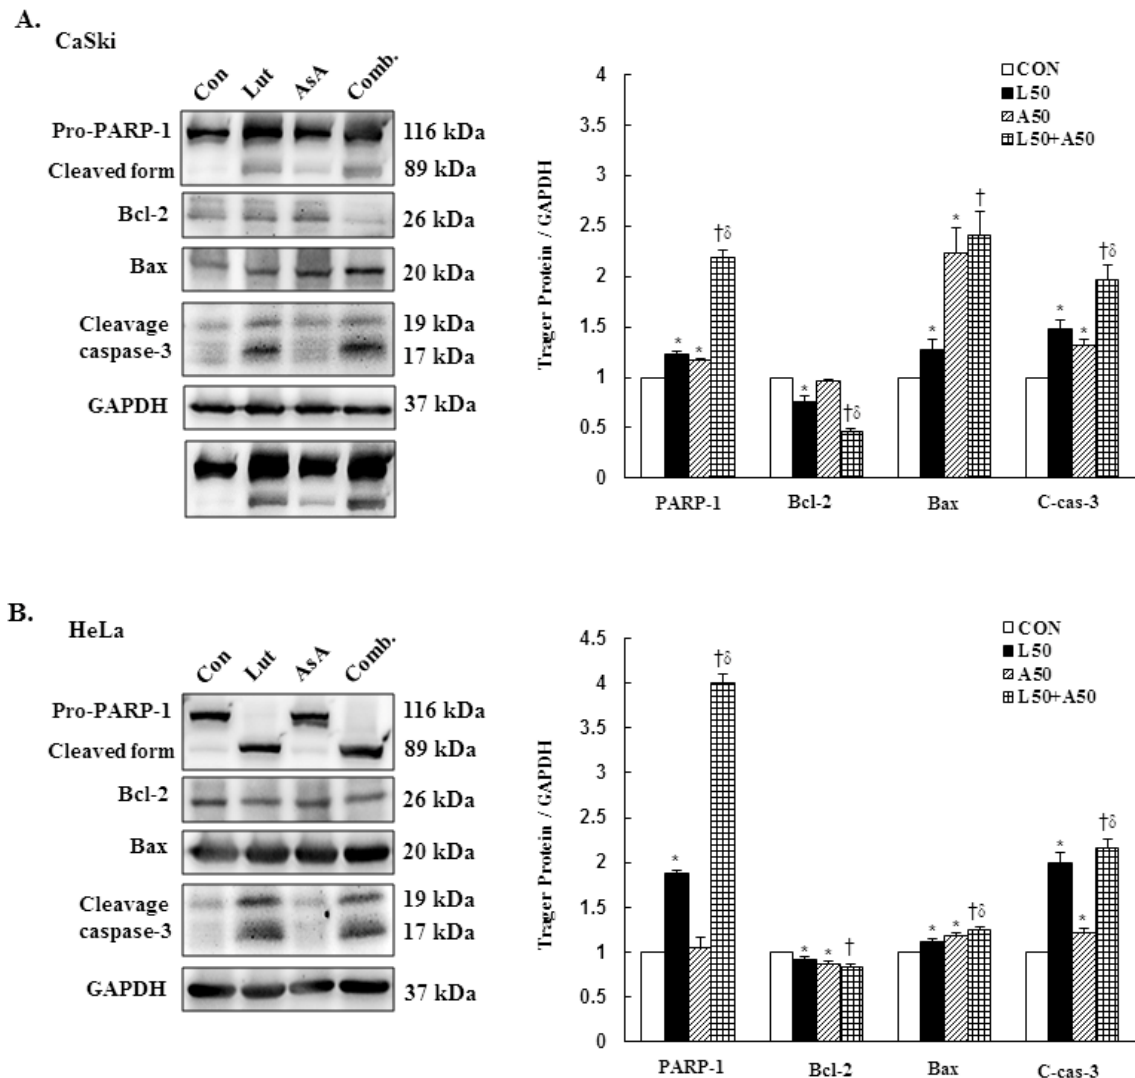 A.
CaSki
Con Lut AsA Comb.
Pro-PARP-1 116 kDa
Cleaved form 89 kDa
Bcl-2 26 kDa
Bax 20 kDa
Cleavage 19 kDa
caspase-3 17 kDa
GAPDH 37 kDa
Trager Protein / GAPDH
4
3.5
3
2.5
2
1.5
1
0.5
0
CON
L50
A50
L50+A50
* * †δ
* †δ
* * †
* * †δ
PARP-1 Bcl-2 Bax C-cas-3
B.
HeLa
Con Lut AsA Comb.
Pro-PARP-1 116 kDa
Cleaved form 89 kDa
Bcl-2 26 kDa
Bax 20 kDa
Cleavage 19 kDa
caspase-3 17 kDa
GAPDH 37 kDa
Trager Protein / GAPDH
4.5
4
3.5
3
2.5
2
1.5
1
0.5
0
CON
L50
A50
L50+A50
* †δ
* * †
* * †δ
* * †δ
PARP-1 Bcl-2 Bax C-cas-3